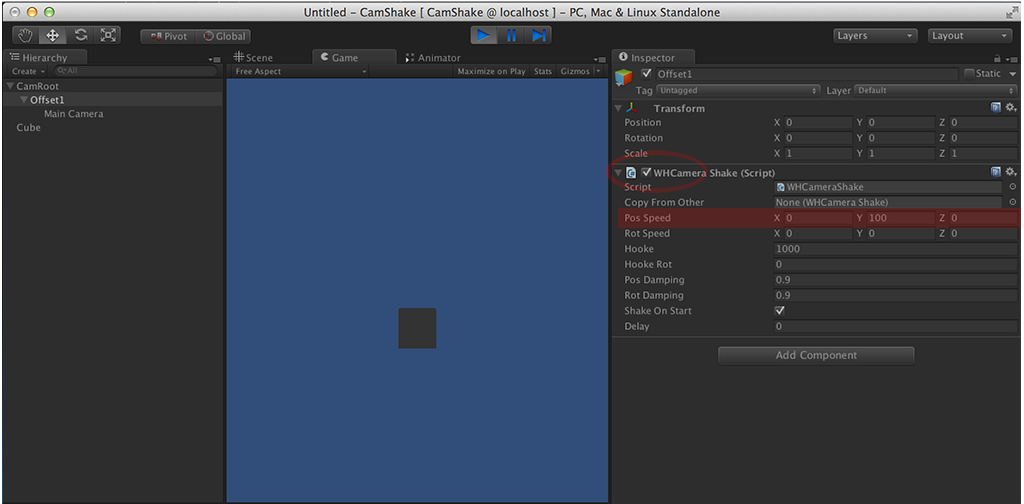 Untitled – CamShake [ CamShake @ localhost ] – PC, Mac & Linux Standalone
Pivot Global Layers Layout
Hierarchy Scene Game Animator Inspector
Create All Free Aspect Maximize on Play Stats Gizmos
Offset1 Static
Tag Untagged Layer Default
CamRoot
Offset1
Main Camera
Cube
Transform
Position X 0 Y 0 Z 0
Rotation X 0 Y 0 Z 0
Scale X 1 Y 1 Z 1
WHCamera Shake (Script)
Script WHCameraShake
Copy From Other None (WHCamera Shake)
Pos Speed X 0 Y 100 Z 0
Rot Speed X 0 Y 0 Z 0
Hooke 1000
Hooke Rot 0
Pos Damping 0.9
Rot Damping 0.9
Shake On Start
Delay 0
Add Component